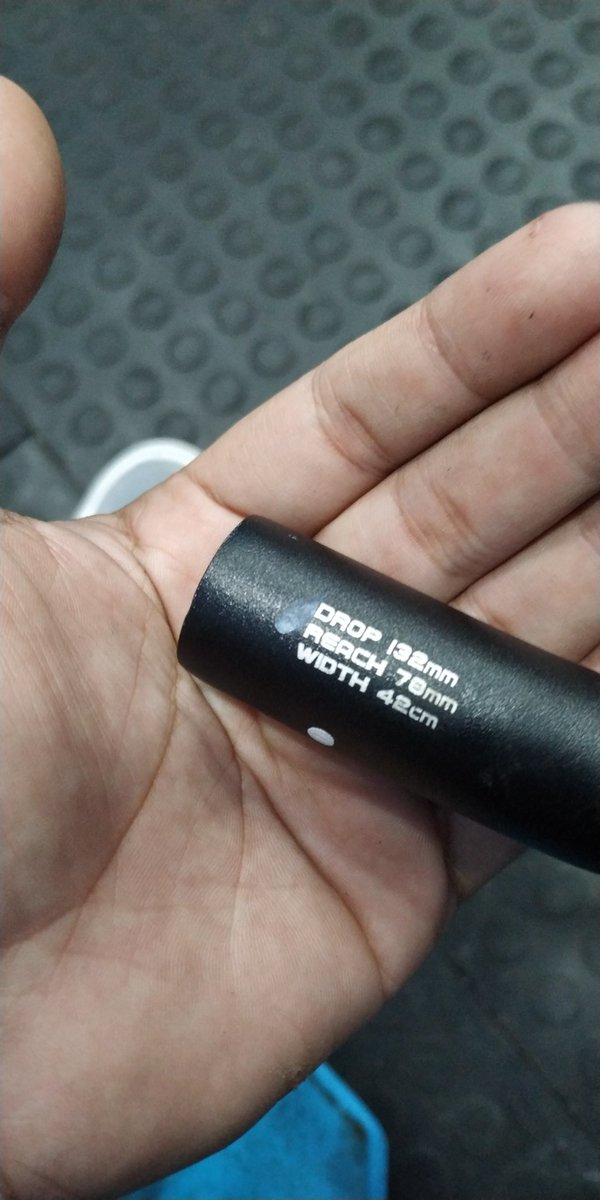 DROP 132mm
REACH 78mm
WIDTH 42cm